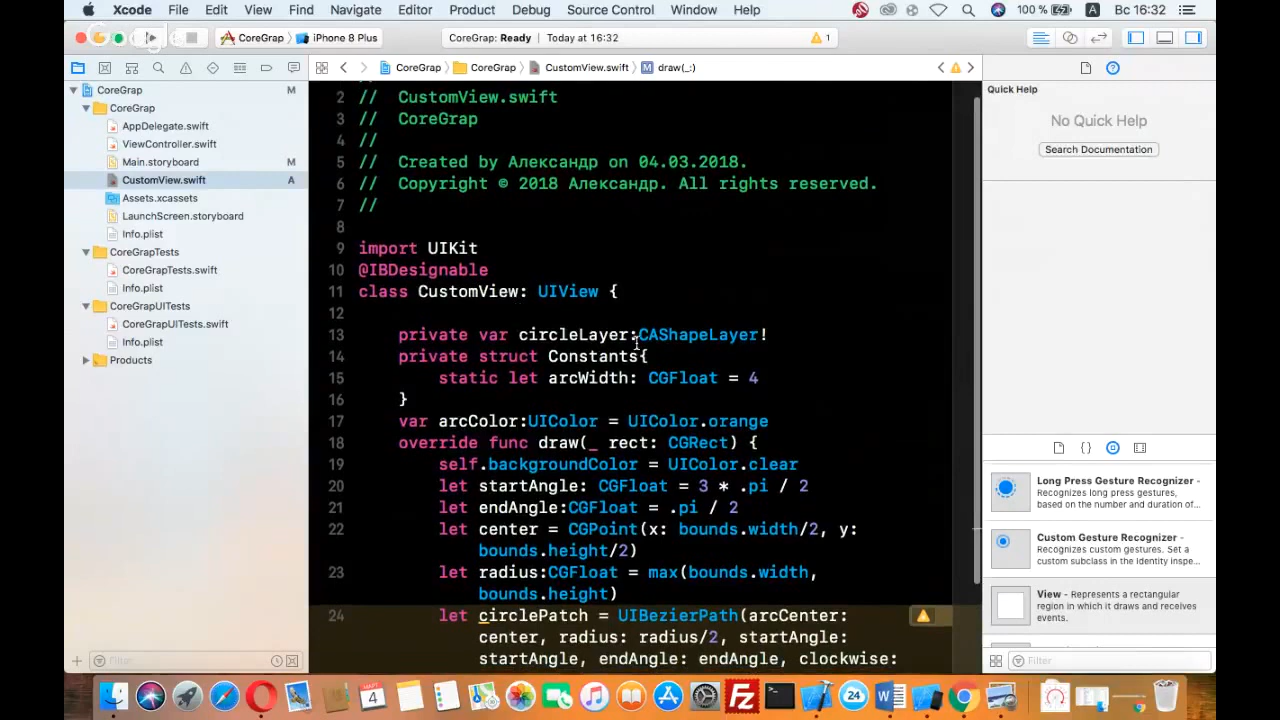 Xcode File Edit View Find Navigate Editor Product Debug Source Control Window Help 100 % A Вс 16:32
CoreGrap iPhone 8 Plus CoreGrap: Ready Today at 16:32 1
CoreGrap CoreGrap CustomView.swift M draw(_:)
CoreGrap M
CoreGrap
AppDelegate.swift
ViewController.swift
Main.storyboard M
CustomView.swift A
Assets.xcassets
LaunchScreen.storyboard
Info.plist
CoreGrapTests
CoreGrapTests.swift
Info.plist
CoreGrapUITests
CoreGrapUITests.swift
Info.plist
Products
Filter
2 // CustomView.swift
3 // CoreGrap
4 //
5 // Created by Александр on 04.03.2018.
6 // Copyright © 2018 Александр. All rights reserved.
7 //
8
9 import UIKit
10 @IBDesignable
11 class CustomView: UIView {
12
13 private var circleLayer:CAShapeLayer!
14 private struct Constants{
15 static let arcWidth: CGFloat = 4
16 }
17 var arcColor:UIColor = UIColor.orange
18 override func draw(_ rect: CGRect) {
19 self.backgroundColor = UIColor.clear
20 let startAngle: CGFloat = 3 * .pi / 2
21 let endAngle:CGFloat = .pi / 2
22 let center = CGPoint(x: bounds.width/2, y:
bounds.height/2)
23 let radius:CGFloat = max(bounds.width,
bounds.height)
24 let circlePatch = UIBezierPath(arcCenter:
center, radius: radius/2, startAngle:
startAngle, endAngle: endAngle, clockwise:
Quick Help
No Quick Help
Search Documentation
{ }
Long Press Gesture Recognizer -
Recognizes long press gestures,
based on the number and duration of...
Custom Gesture Recognizer -
Recognizes custom gestures. Set a
custom subclass in the identity inspe...
View - Represents a rectangular
region in which it draws and receives
events.
Filter
МАРТ
4
Fz
24
W